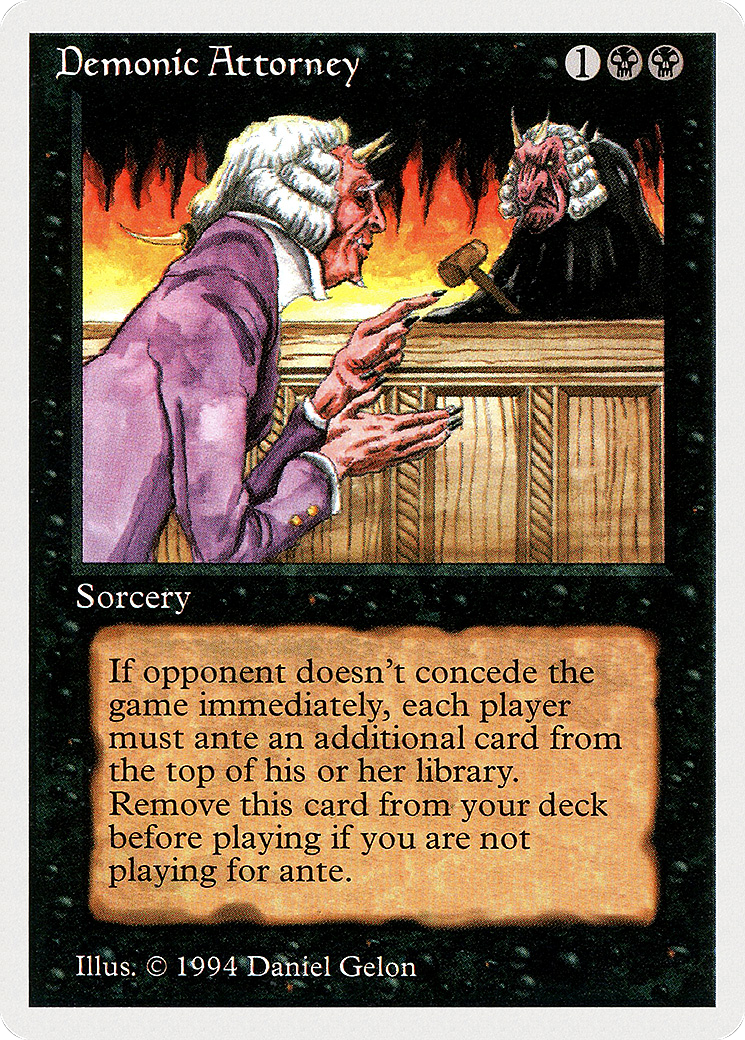 Demonic Attorney 1
Sorcery
If opponent doesn't concede the
game immediately, each player
must ante an additional card from
the top of his or her library.
Remove this card from your deck
before playing if you are not
playing for ante.
Illus. © 1994 Daniel Gelon